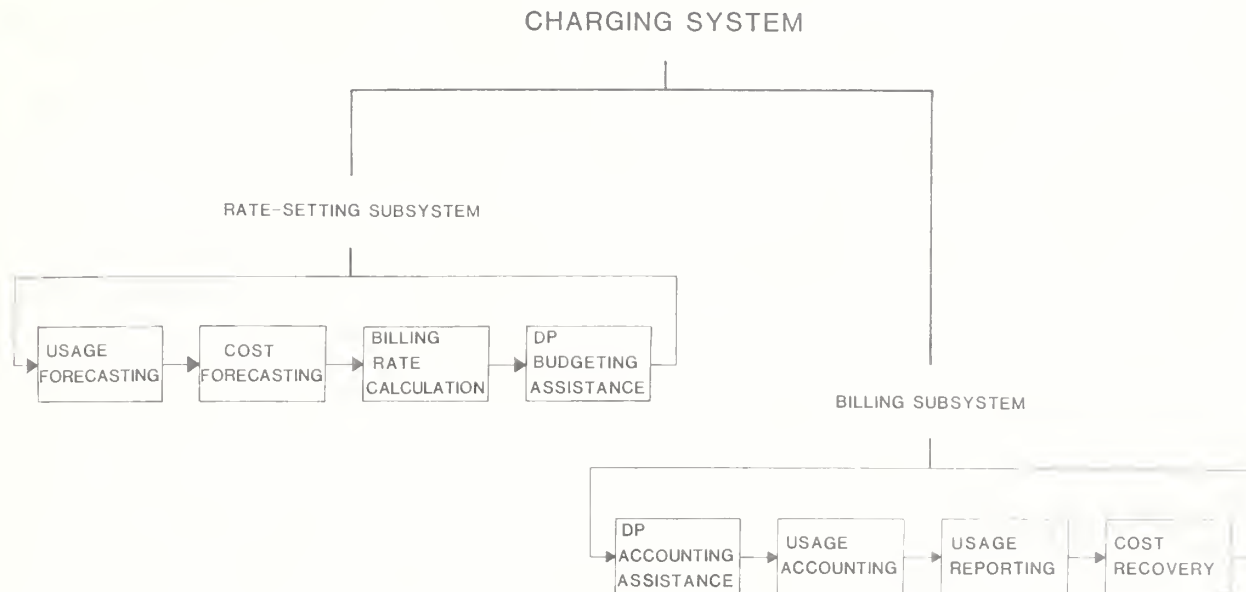 CHARGING SYSTEM
RATE-SETTING SUBSYSTEM
USAGE
FORECASTING
COST
FORECASTING
BILLING
RATE
CALCULATION
DP
BUDGETING
ASSISTANCE
BILLING SUBSYSTEM
DP
ACCOUNTING
ASSISTANCE
USAGE
ACCOUNTING
USAGE
REPORTING
COST
RECOVERY